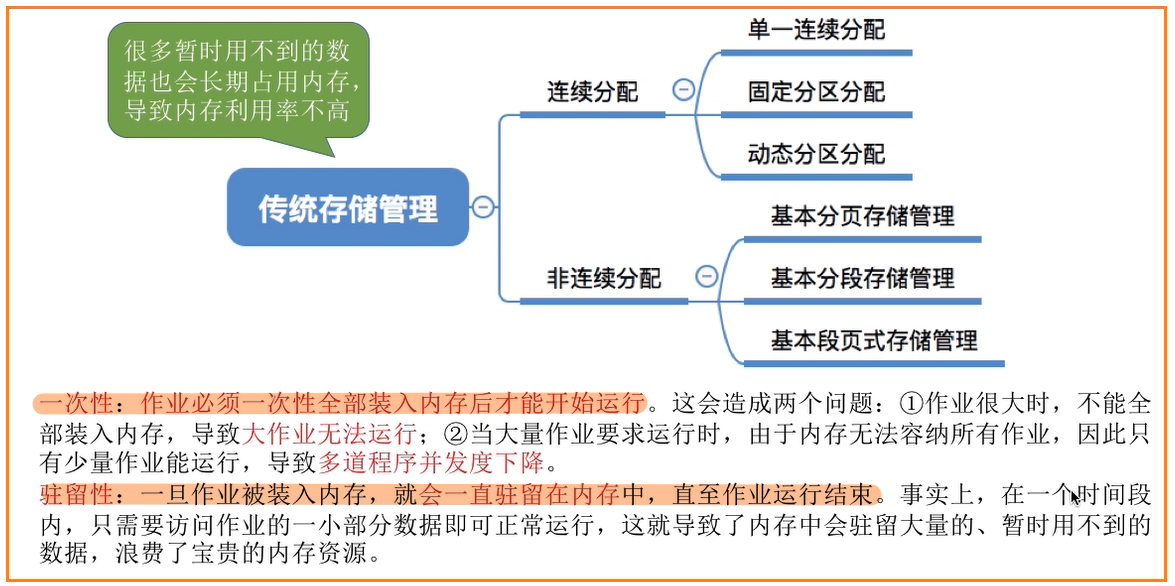 很多暂时用不到的数
据也会长期占用内存，
导致内存利用率不高
传统存储管理
连续分配
单一连续分配
固定分区分配
动态分区分配
非连续分配
基本分页存储管理
基本分段存储管理
基本段页式存储管理
一次性：作业必须一次性全部装入内存后才能开始运行。这会造成两个问题：①作业很大时，不能全
部装入内存，导致大作业无法运行；②当大量作业要求运行时，由于内存无法容纳所有作业，因此只
有少量作业能运行，导致多道程序并发度下降。
驻留性：一旦作业被装入内存，就会一直驻留在内存中，直至作业运行结束。事实上，在一个时间段
内，只需要访问作业的一小部分数据即可正常运行，这就导致了内存中会驻留大量的、暂时用不到的
数据，浪费了宝贵的内存资源。